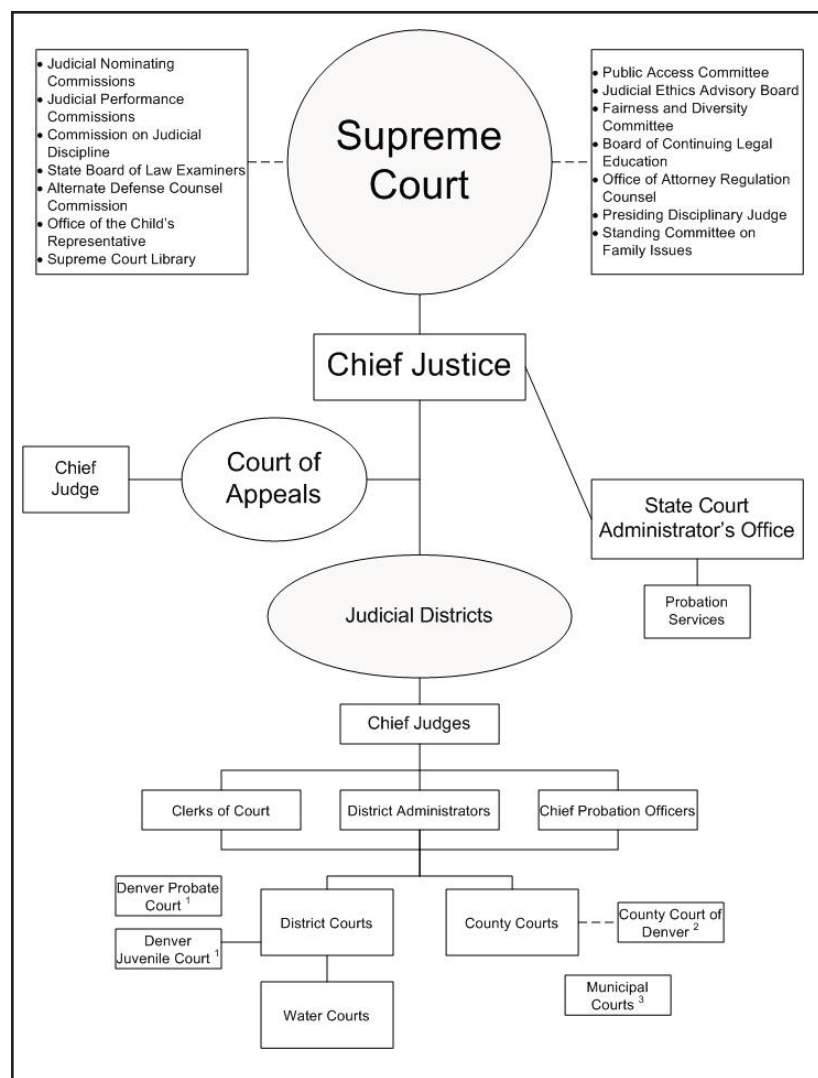 • Judicial Nominating
Commissions
• Judicial Performance
Commissions
• Commission on Judicial
Discipline
• State Board of Law Examiners
• Alternate Defense Counsel
Commission
• Office of the Child's
Representative
• Supreme Court Library
Supreme
Court
• Public Access Committee
• Judicial Ethics Advisory Board
• Fairness and Diversity
Committee
• Board of Continuing Legal
Education
• Office of Attorney Regulation
Counsel
• Presiding Disciplinary Judge
• Standing Committee on
Family Issues
Chief Justice
Chief
Judge
Court of
Appeals
State Court
Administrator's Office
Probation
Services
Judicial Districts
Chief Judges
Clerks of Court
District Administrators
Chief Probation Officers
Denver Probate
Court 1
Denver
Juvenile Court 1
District Courts
County Courts
County Court of
Denver 2
Water Courts
Municipal
Courts 3